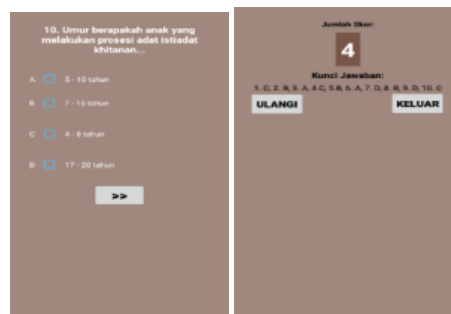 10. Umur berapakah anak yang
melakukan prosesi adat istiadat
khitanan...
A 5 - 10 tahun
B 7 - 15 tahun
C 4 - 8 tahun
D 17 - 20 tahun
>>
Jumlah Skor:
4
Kunci Jawaban:
1. C, 2. B, 3. A, 4.C, 5.B, 6. A, 7. D, 8. B, 9. D, 10. C
ULANGI
KELUAR